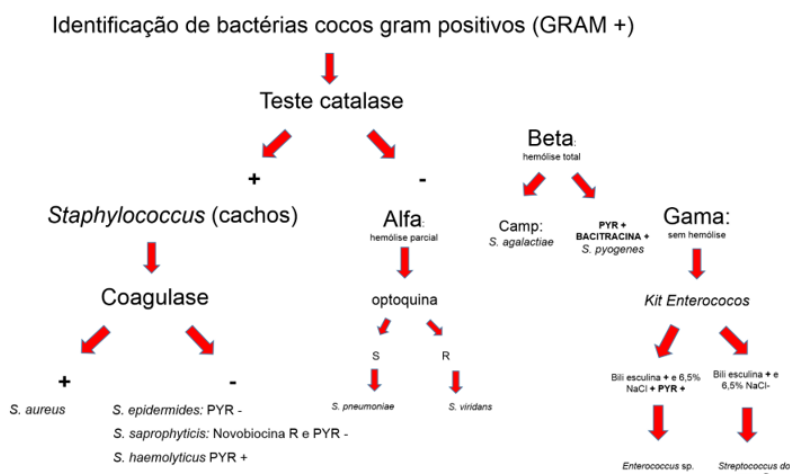 Identificação de bactérias cocos gram positivos (GRAM +)
Teste catalase
+
-
Staphylococcus (cachos)
Coagulase
+
-
S. aureus
S. epidermides: PYR -
S. saprophyticis: Novobiocina R e PYR -
S. haemolyticus PYR +
Alfa:
hemólise parcial
optoquina
S
R
S. pneumoniae
S. viridans
Beta:
hemólise total
Camp:
S. agalactiae
PYR +
BACITRACINA +
S. pyogenes
Gama:
sem hemólise
Kit Enterococos
Bili esculina + e 6,5%
NaCl + PYR +
Bili esculina + e
6,5% NaCl-
Enterococcus sp.
Streptococcus do